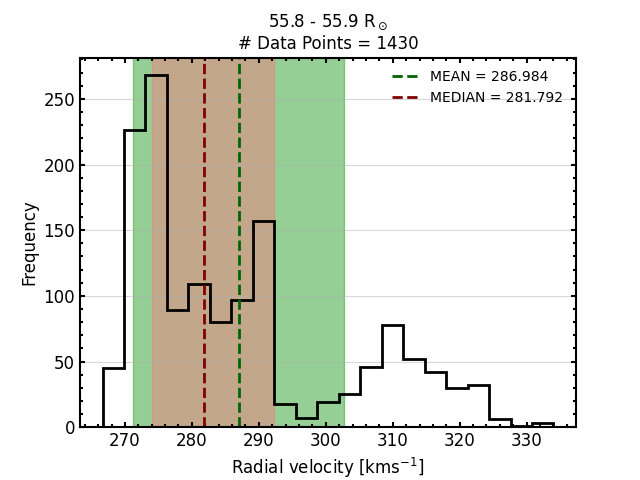 55.8 - 55.9 R⊙
# Data Points = 1430
MEAN = 286.984
MEDIAN = 281.792
Frequency
250
200
150
100
50
0
270 280 290 300 310 320 330
Radial velocity [kms⁻¹]